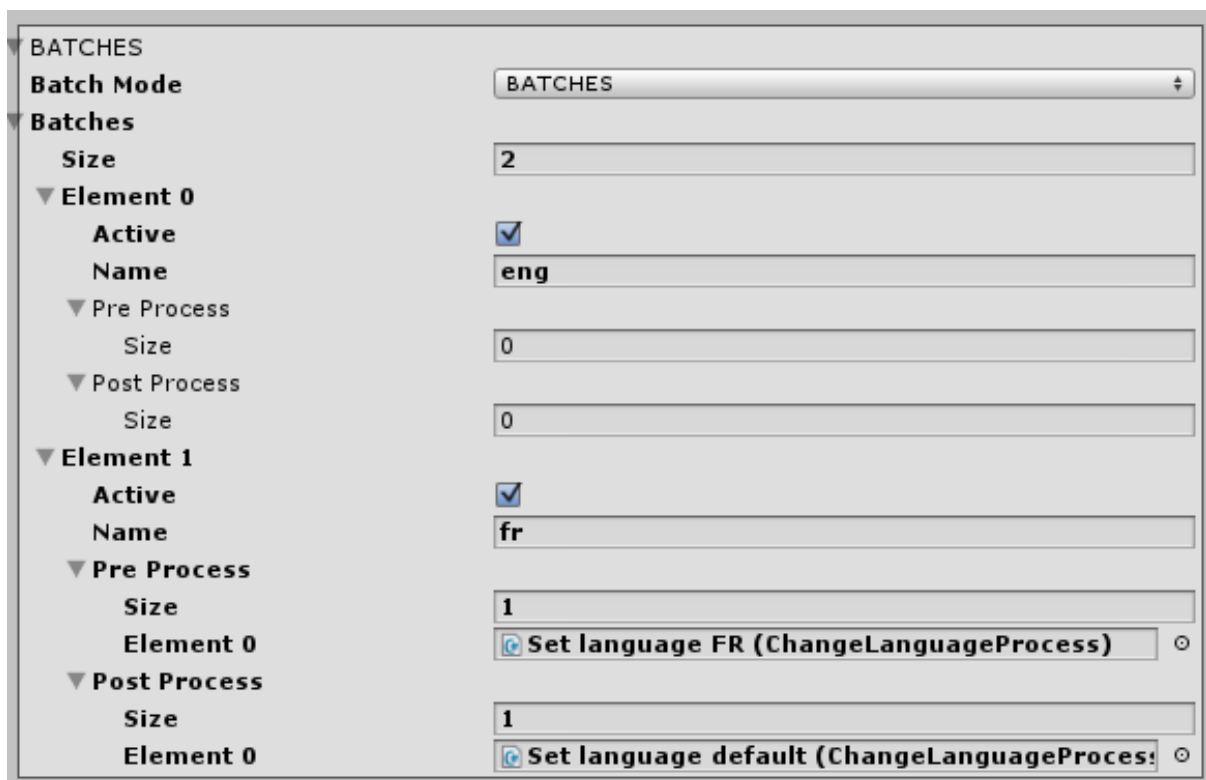 BATCHES
Batch Mode BATCHES
Batches
Size 2
Element 0
Active
Name eng
Pre Process
Size 0
Post Process
Size 0
Element 1
Active
Name fr
Pre Process
Size 1
Element 0 Set language FR (ChangeLanguageProcess)
Post Process
Size 1
Element 0 Set language default (ChangeLanguageProces